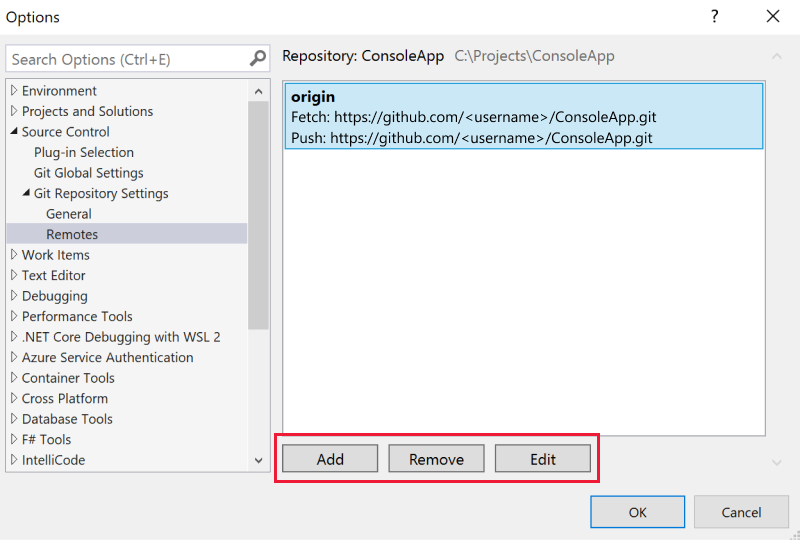 Options
?
Search Options (Ctrl+E)
Environment
Projects and Solutions
Source Control
Plug-in Selection
Git Global Settings
Git Repository Settings
General
Remotes
Work Items
Text Editor
Debugging
Performance Tools
.NET Core Debugging with WSL 2
Azure Service Authentication
Container Tools
Cross Platform
Database Tools
F# Tools
IntelliCode
Repository: ConsoleApp C:\Projects\ConsoleApp
origin
Fetch: https://github.com/<username>/ConsoleApp.git
Push: https://github.com/<username>/ConsoleApp.git
Add Remove Edit
OK Cancel